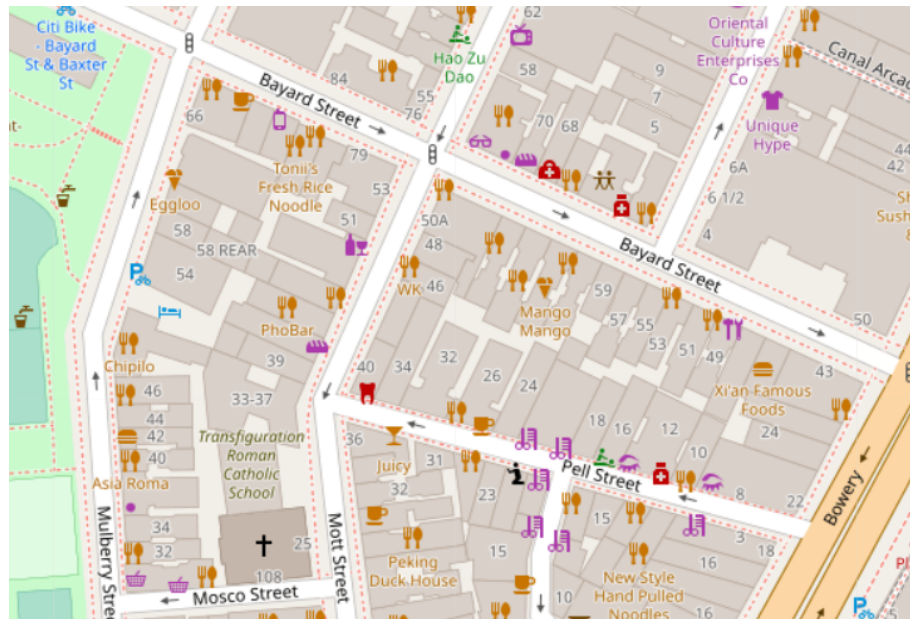 Citi Bike
- Bayard
St & Baxter
St
62
Oriental
Culture
Enterprises
Co
Hao Zu
Dao
58
9
7
Canal Arcad
84
55
76
Bayard Street
66
70
68
5
Unique
Hype
44
42
79
Tonii's
Fresh Rice
Noodle
53
6A
6 1/2
Sh
Sush
&
Eggloo
51
50A
58
58 REAR
48
4
54
WK
46
Bayard Street
59
PhoBar
Mango
Mango
57
55
53
50
Chipilo
39
40
34
32
26
24
51
49
43
46
33-37
Xi'an Famous
Foods
44
42
Transfiguration
Roman
Catholic
School
36
18
16
12
24
40
Asia Roma
Juicy
31
Pell Street
10
32
23
8
22
Bowery
Mulberry Street
34
32
25
Mott Street
15
15
3
18
Peking
Duck House
New Style
Hand Pulled
Noodles
108
Mosco Street
10
16